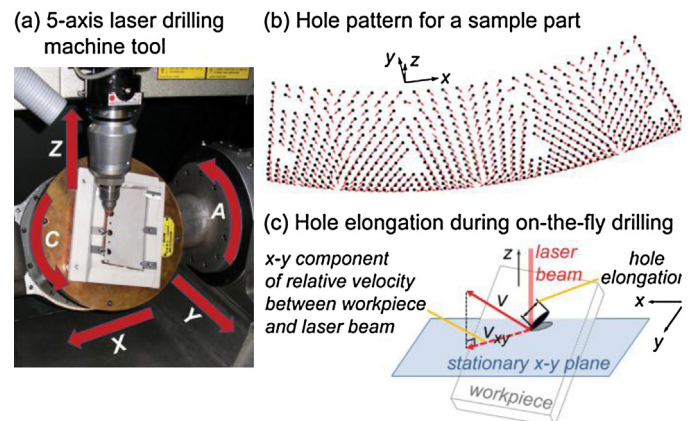 (a) 5-axis laser drilling
machine tool
Z
C
A
X
Y
(b) Hole pattern for a sample part
y
z
x
(c) Hole elongation during on-the-fly drilling
x-y component
of relative velocity
between workpiece
and laser beam
z
laser
beam
hole
elongation
V
Vxy
x
y
stationary x-y plane
workpiece